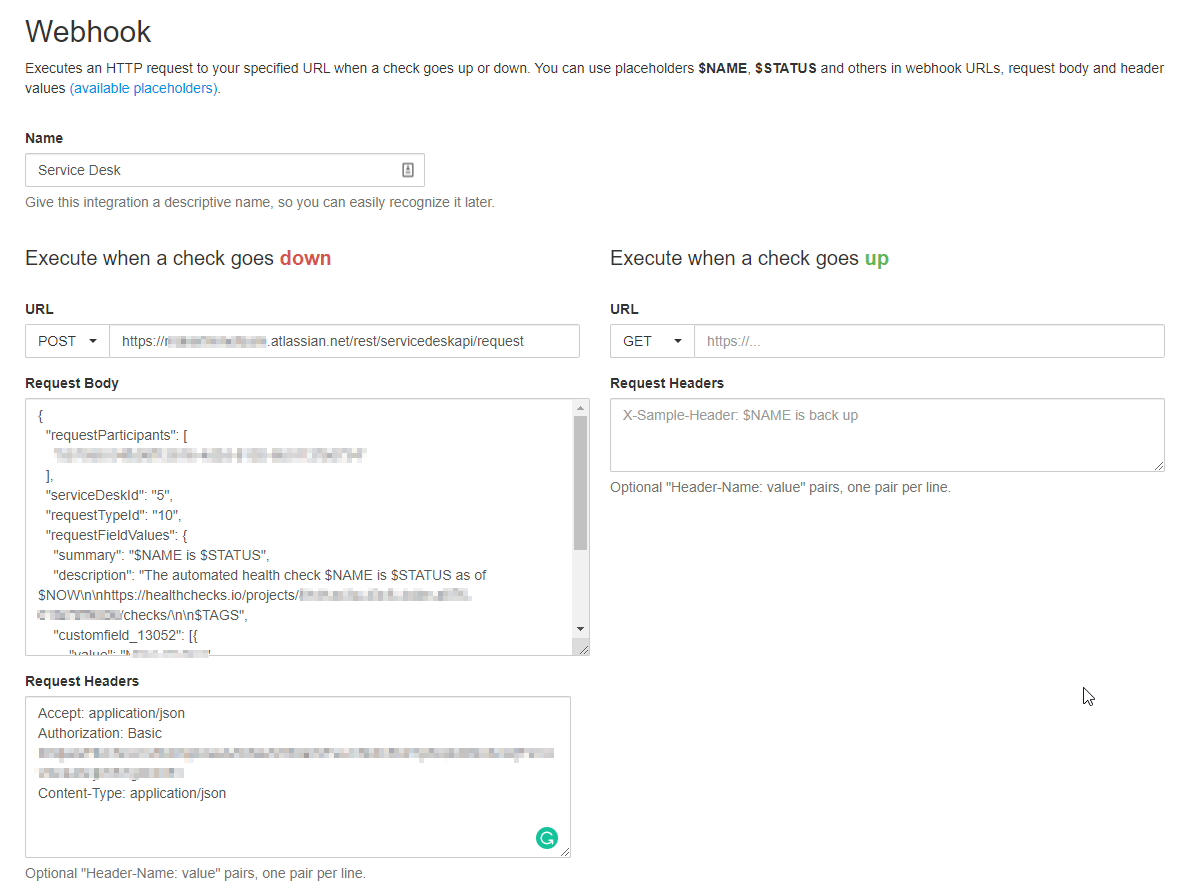 Webhook
Executes an HTTP request to your specified URL when a check goes up or down. You can use placeholders $NAME, $STATUS and others in webhook URLs, request body and header
values (available placeholders).
Name
Service Desk
Give this integration a descriptive name, so you can easily recognize it later.
Execute when a check goes down
URL
POST
https:// .atlassian.net/rest/servicedeskapi/request
Request Body
{
"requestParticipants": [
],
"serviceDeskId": "5",
"requestTypeId": "10",
"requestFieldValues": {
"summary": "$NAME is $STATUS",
"description": "The automated health check $NAME is $STATUS as of
$NOW\n\nhttps://healthchecks.io/projects/
/checks/\n\n$TAGS",
"customfield_13052": [{
"value":
Request Headers
Accept: application/json
Authorization: Basic
Content-Type: application/json
Optional "Header-Name: value" pairs, one pair per line.
Execute when a check goes up
URL
GET
https://...
Request Headers
X-Sample-Header: $NAME is back up
Optional "Header-Name: value" pairs, one pair per line.